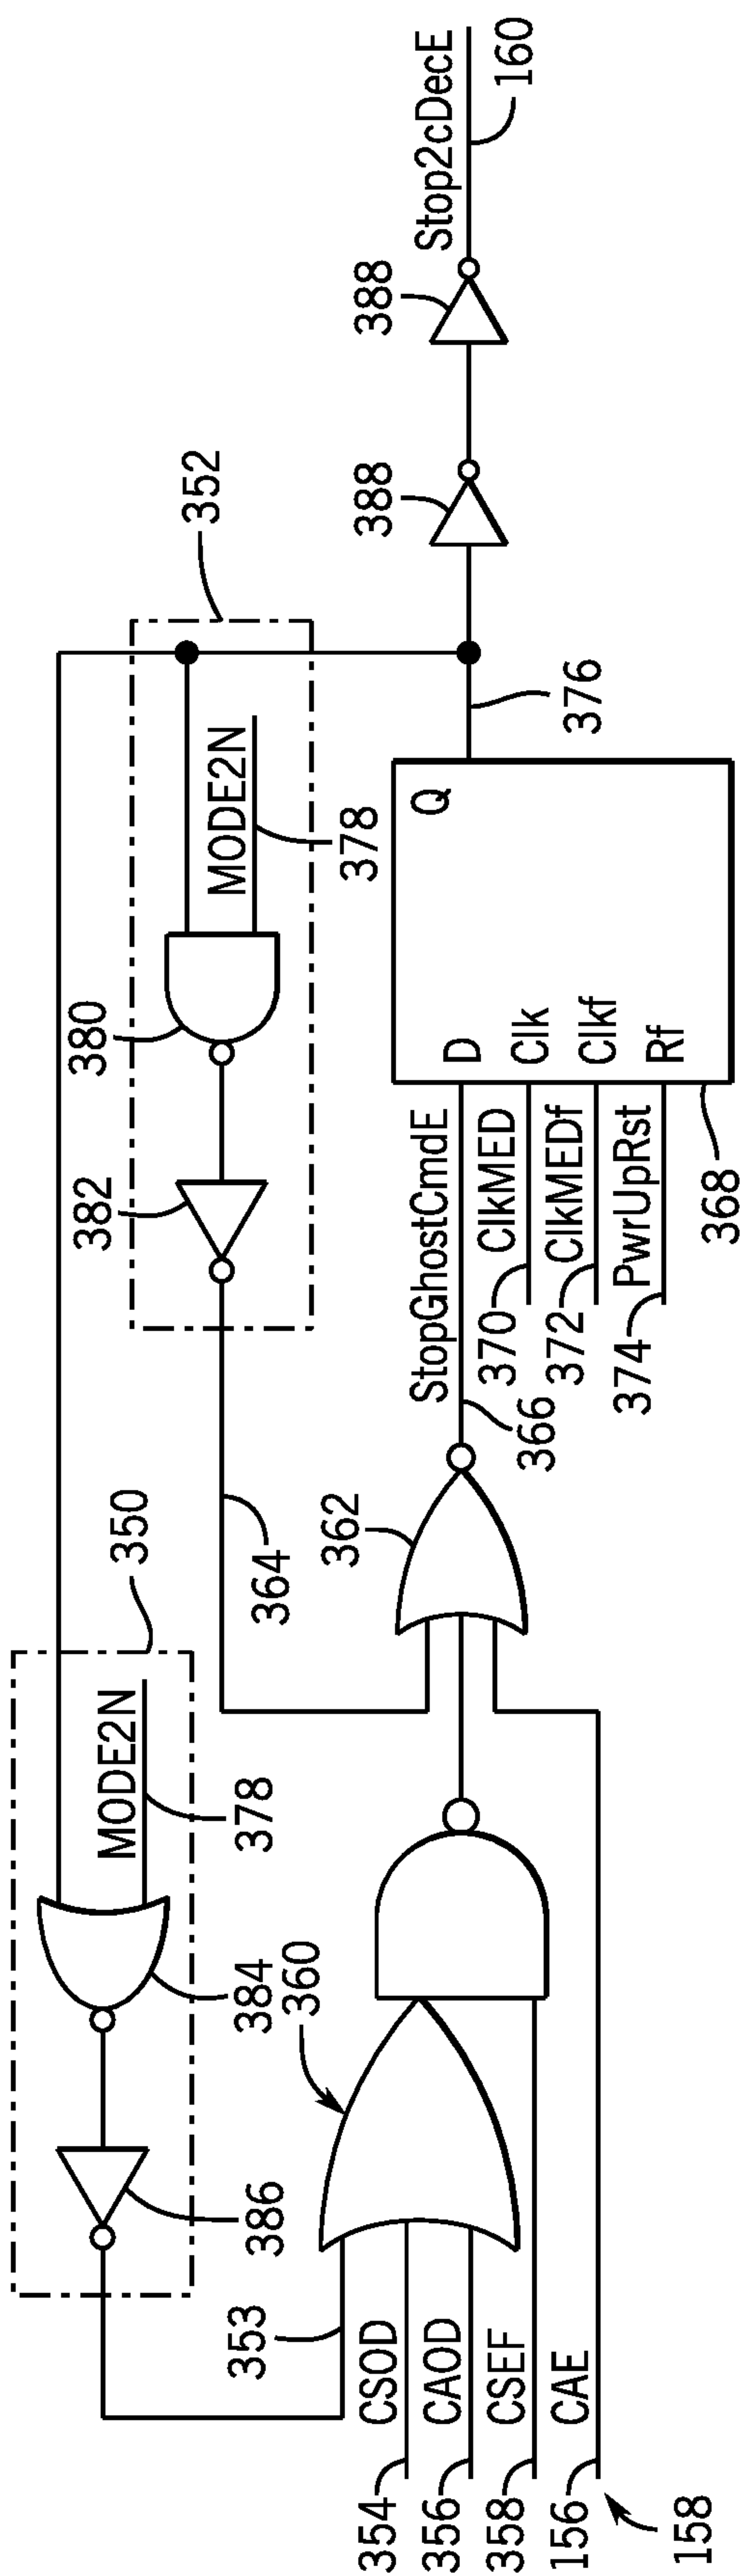 350
MODE2N
378
384
386
352
MODE2N
378
380
382
364
353
360
362
354 CSOD
356 CAOD
358 CSEF
156 CAE
158
StopGhostCmdE
366
370 ClkMED
372 ClkMEDf
374 PwrUpRst
D
Clk
Clkf
Rf
Q
368
376
388
388
Stop2cDecE
160